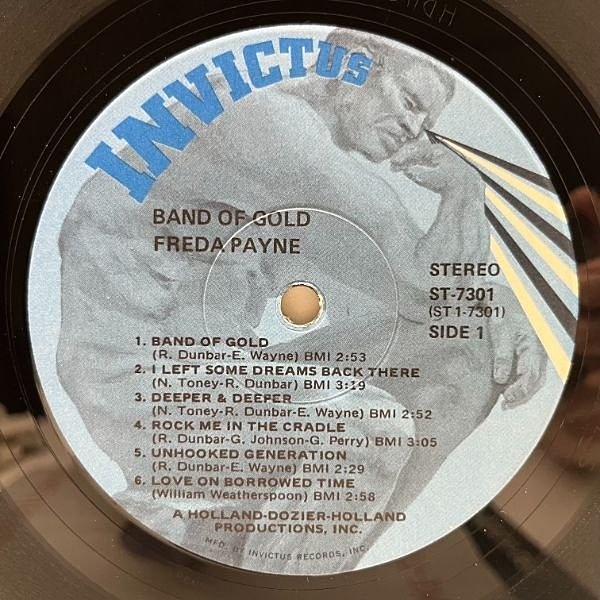 INVICTUS
BAND OF GOLD
FREDA PAYNE
STEREO
ST-7301
(ST 1-7301)
SIDE 1
1. BAND OF GOLD
(R. Dunbar-E. Wayne) BMI 2:53
2. I LEFT SOME DREAMS BACK THERE
(N. Toney-R. Dunbar) BMI 3:19
3. DEEPER & DEEPER
(N. Toney-R. Dunbar-E. Wayne) BMI 2:52
4. ROCK ME IN THE CRADLE
(R. Dunbar-G. Johnson-G. Perry) BMI 3:05
5. UNHOOKED GENERATION
(R. Dunbar-E. Wayne) BMI 2:29
6. LOVE ON BORROWED TIME
(William Weatherspoon) BMI 2:58
A HOLLAND-DOZIER-HOLLAND
PRODUCTIONS, INC.
MFD. BY INVICTUS RECORDS, INC.